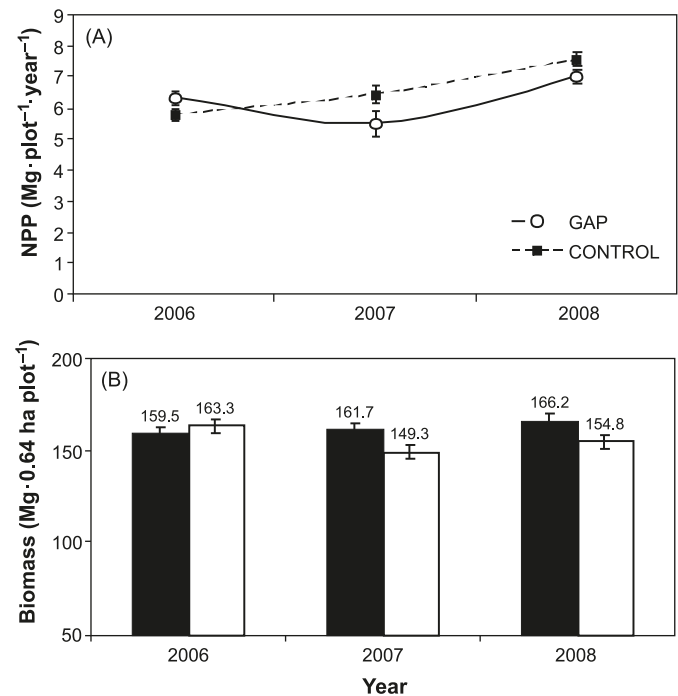 (A)
NPP (Mg·plot⁻¹·year⁻¹)
9
8
7
6
5
4
3
2
1
0
GAP
CONTROL
2006 2007 2008
(B)
Biomass (Mg·0.64 ha plot⁻¹)
200
150
100
50
159.5 163.3 161.7 149.3 166.2 154.8
2006 2007 2008
Year